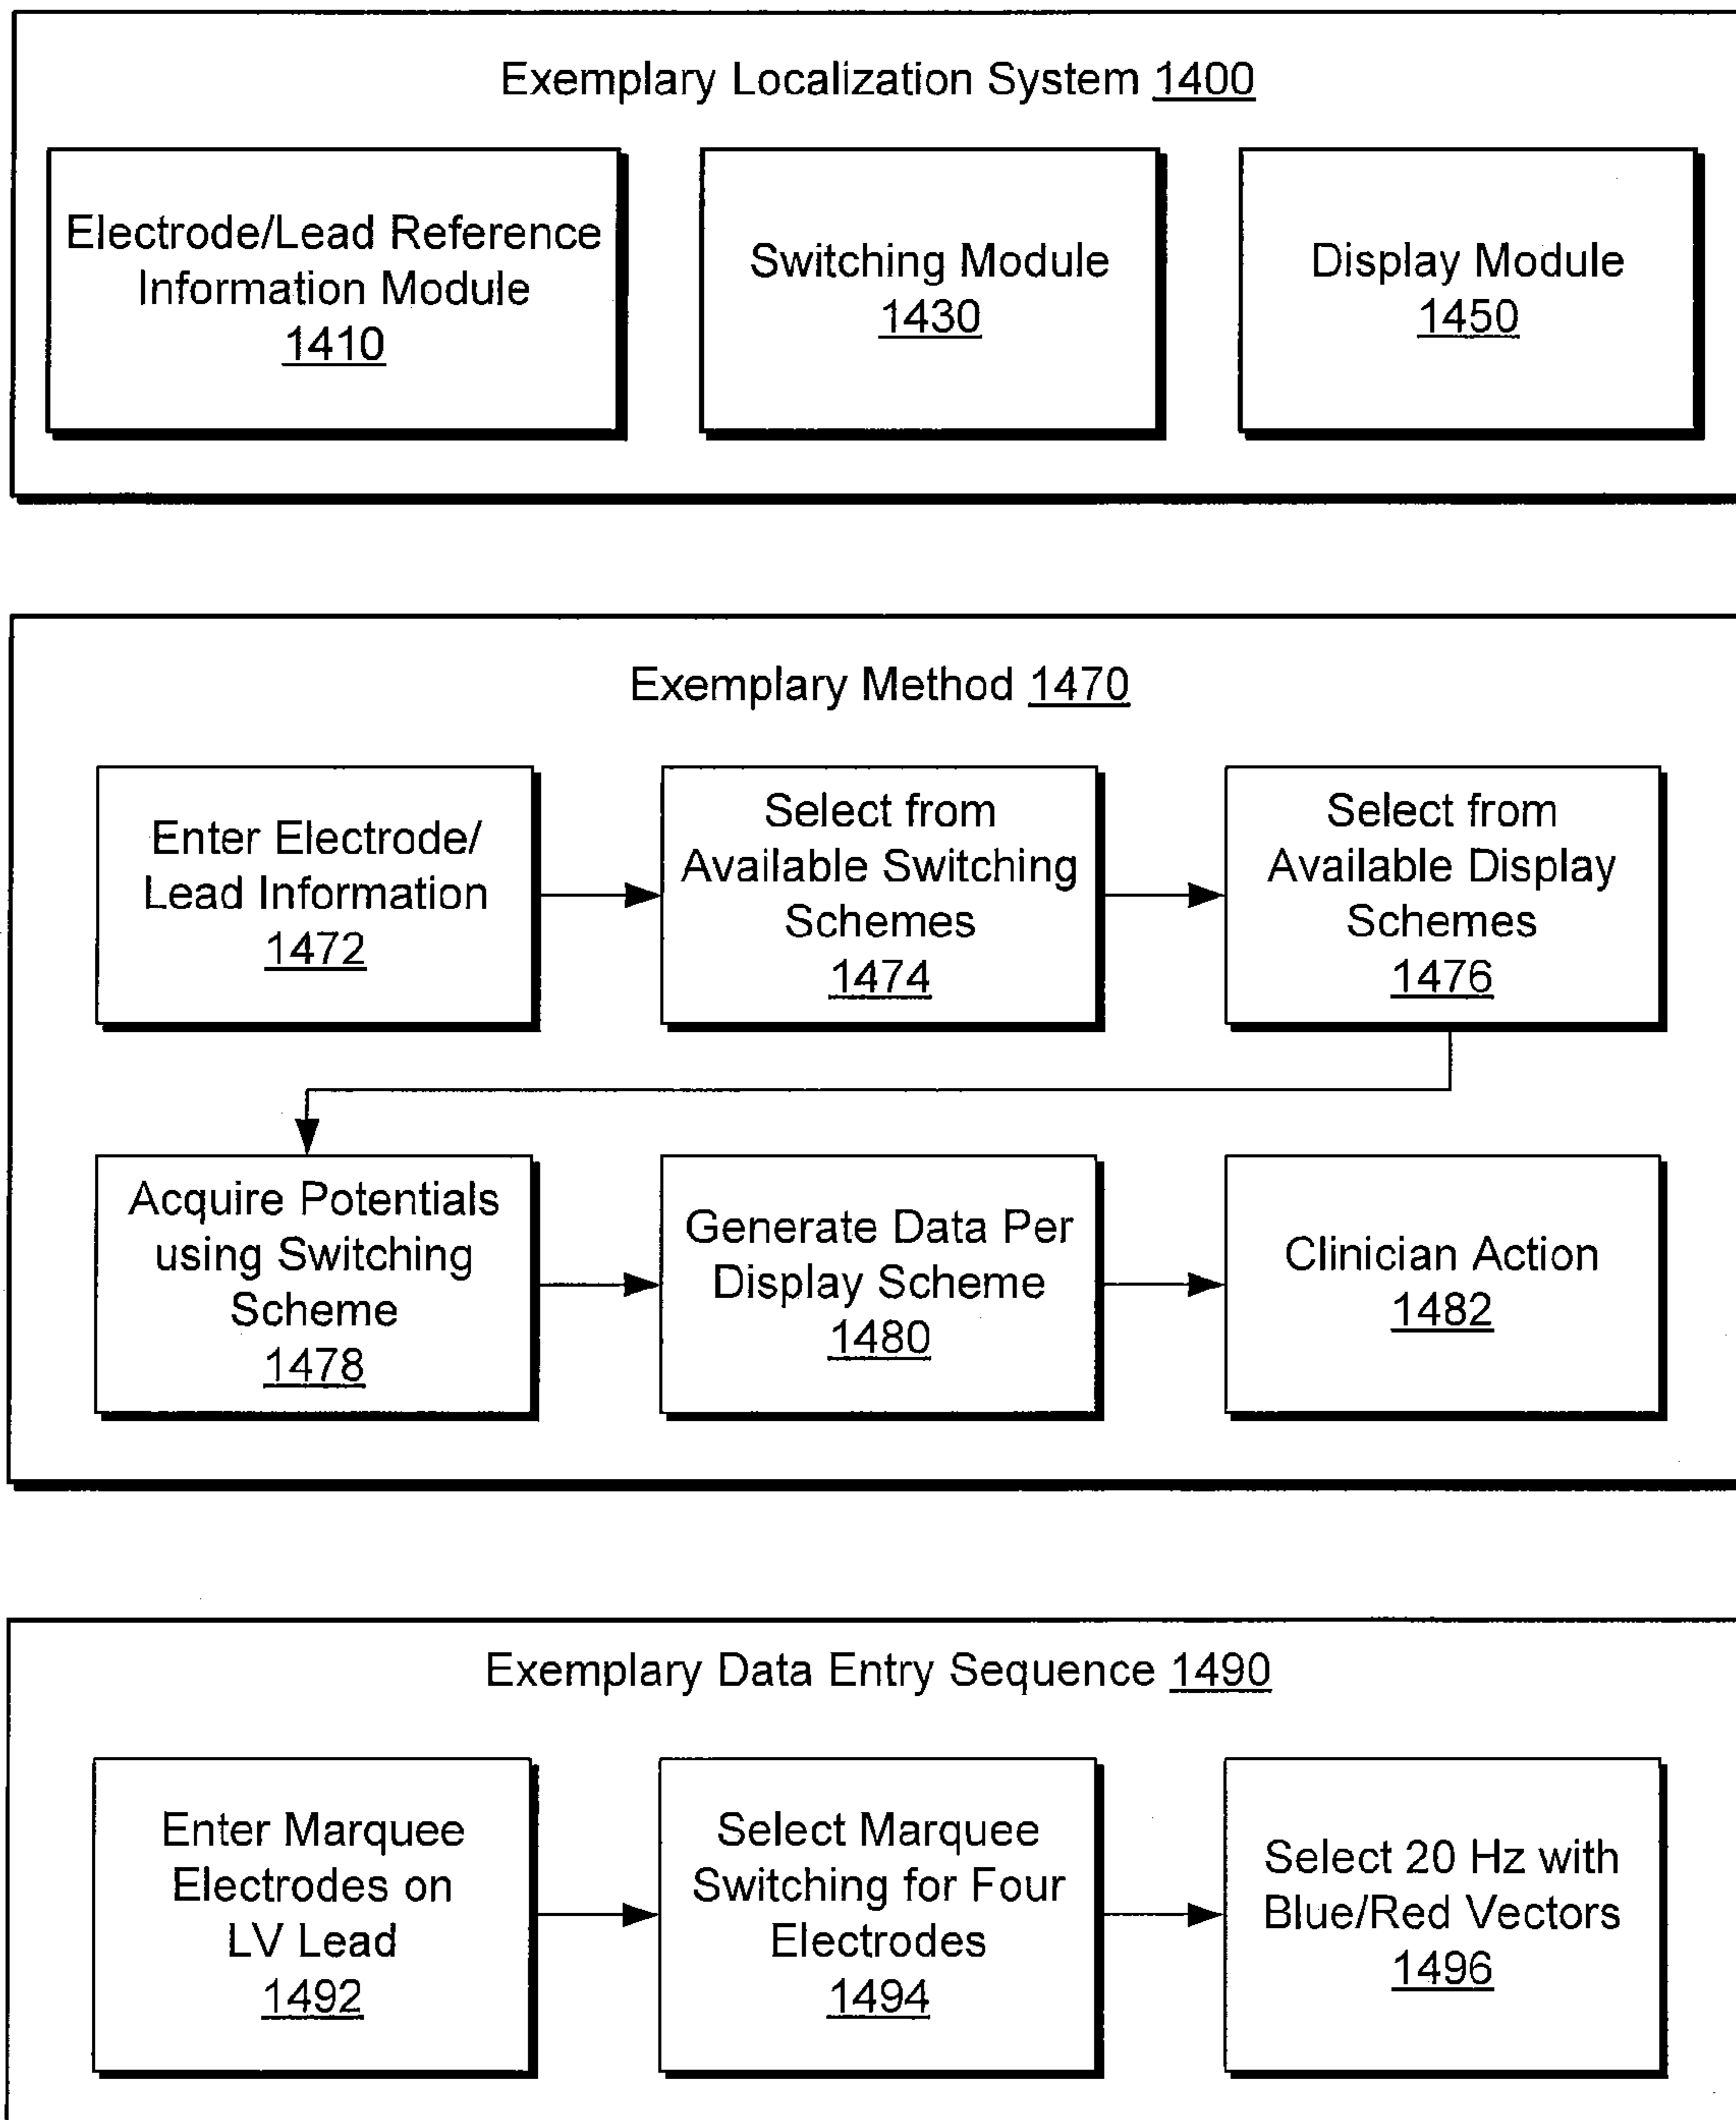 Exemplary Localization System 1400
Electrode/Lead Reference
Information Module
1410
Switching Module
1430
Display Module
1450
Exemplary Method 1470
Enter Electrode/
Lead Information
1472
Select from
Available Switching
Schemes
1474
Select from
Available Display
Schemes
1476
Acquire Potentials
using Switching
Scheme
1478
Generate Data Per
Display Scheme
1480
Clinician Action
1482
Exemplary Data Entry Sequence 1490
Enter Marquee
Electrodes on
LV Lead
1492
Select Marquee
Switching for Four
Electrodes
1494
Select 20 Hz with
Blue/Red Vectors
1496